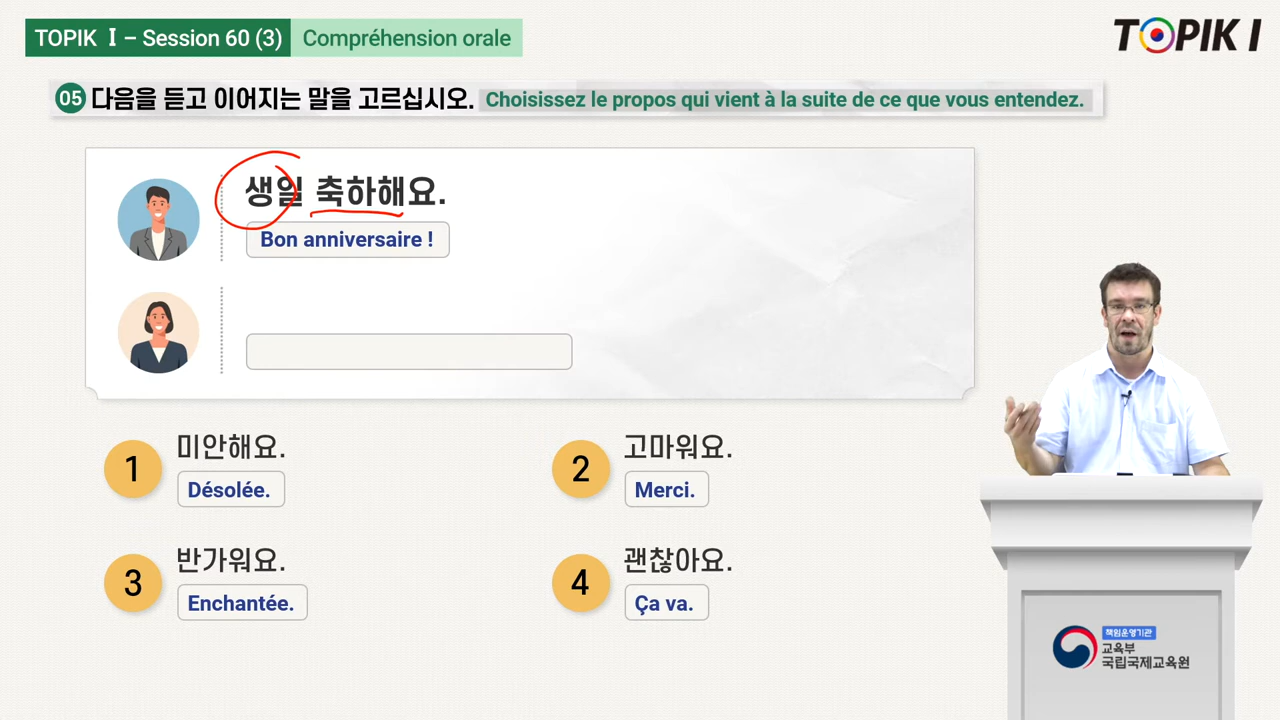 TOPIK Ⅰ – Session 60 (3) Compréhension orale
TOPIK I
05 다음을 듣고 이어지는 말을 고르십시오. Choisissez le propos qui vient à la suite de ce que vous entendez.
생일 축하해요.
Bon anniversaire !
1 미안해요.
Désolée.
2 고마워요.
Merci.
3 반가워요.
Enchantée.
4 괜찮아요.
Ça va.
책임운영기관
교육부
국립국제교육원